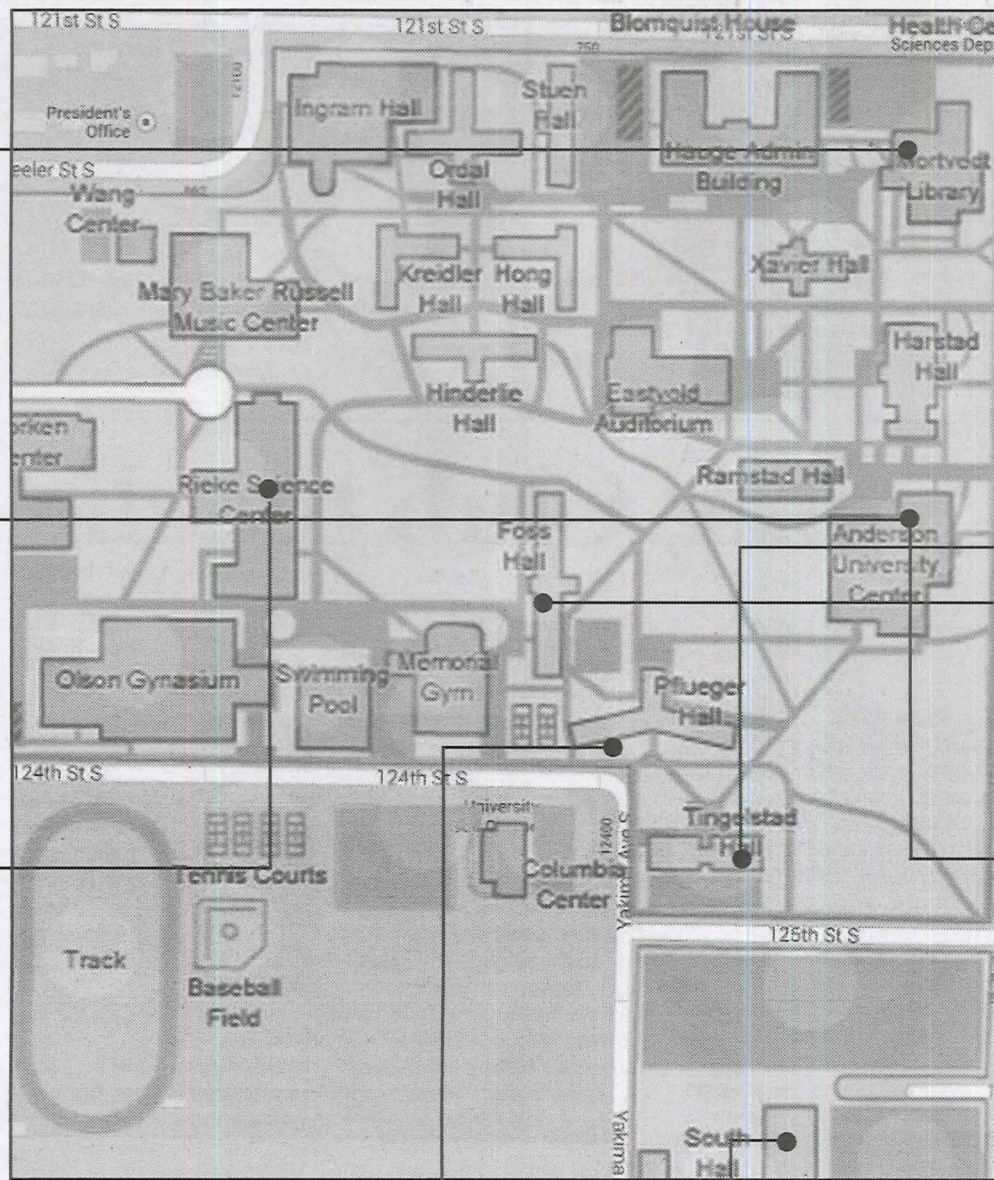 121st St S
121st St S
Blomquist House
Sciences Dep
750
President's
Office
Ingram Hall
Stuen
Hall
Ordal
Hall
Hauge Admin
Building
Mortvedt
Library
eeler St S
Wang
Center
Mary Baker Russell
Music Center
Kreidler
Hall
Hong
Hall
Xavier Hall
Harstad
Hall
Hinderlie
Hall
Eastvold
Auditorium
orken
enter
Rieke Science
Center
Ramstad Hall
Foss
Hall
Anderson
University
Center
Olson Gynasium
Swimming
Pool
Memorial
Gym
Pflueger
Hall
124th St S
124th St S
University
Tingelstad
Hall
12400
Yakima Ave S
Tennis Courts
Columbia
Center
125th St S
Track
Baseball
Field
Yakima
South
Hall